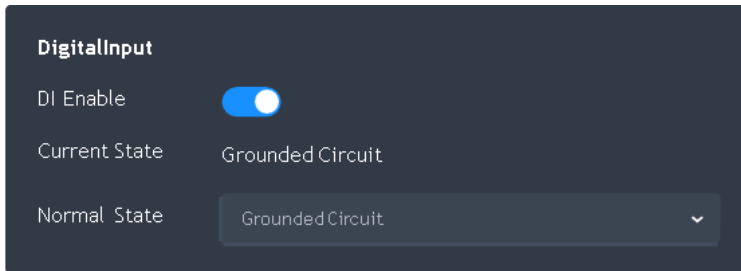 DigitalInput
DI Enable
Current State Grounded Circuit
Normal State Grounded Circuit